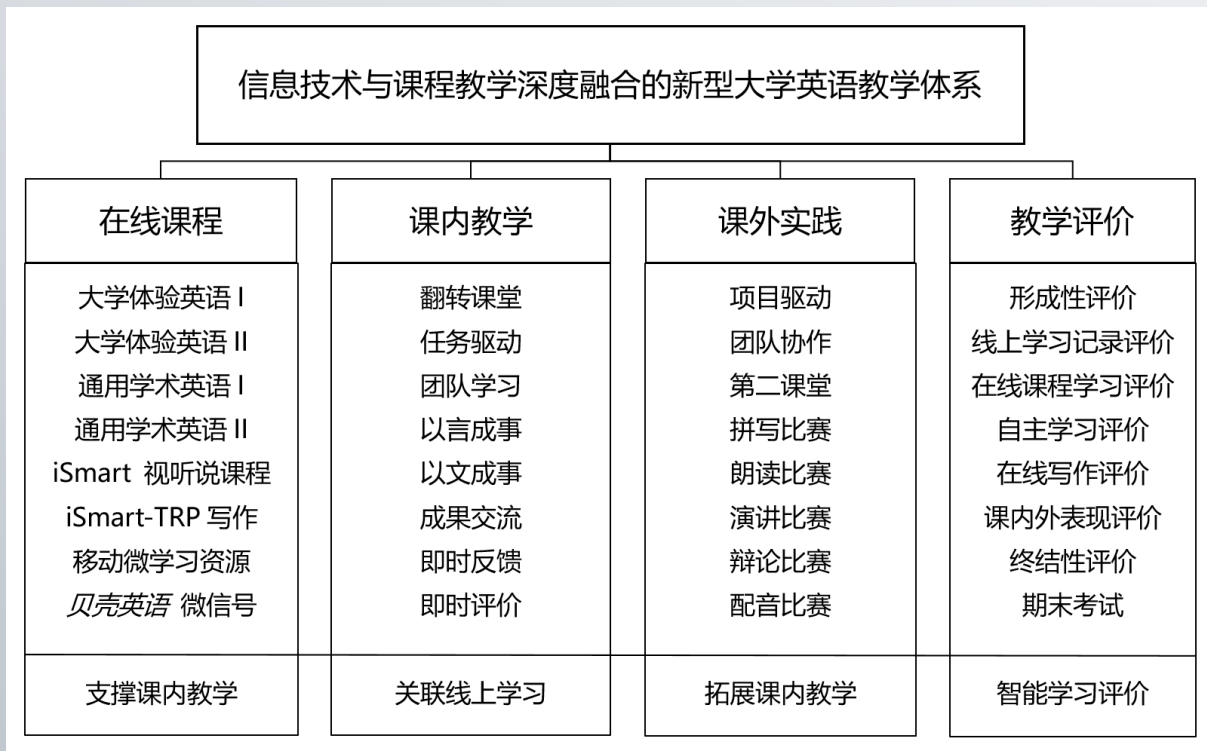 信息技术与课程教学深度融合的新型大学英语教学体系
在线课程
大学体验英语 I
大学体验英语 II
通用学术英语 I
通用学术英语 II
iSmart 视听说课程
iSmart-TRP 写作
移动微学习资源
贝壳英语 微信号
支撑课内教学
课内教学
翻转课堂
任务驱动
团队学习
以言成事
以文成事
成果交流
即时反馈
即时评价
关联线上学习
课外实践
项目驱动
团队协作
第二课堂
拼写比赛
朗读比赛
演讲比赛
辩论比赛
配音比赛
拓展课内教学
教学评价
形成性评价
线上学习记录评价
在线课程学习评价
自主学习评价
在线写作评价
课内外表现评价
终结性评价
期末考试
智能学习评价